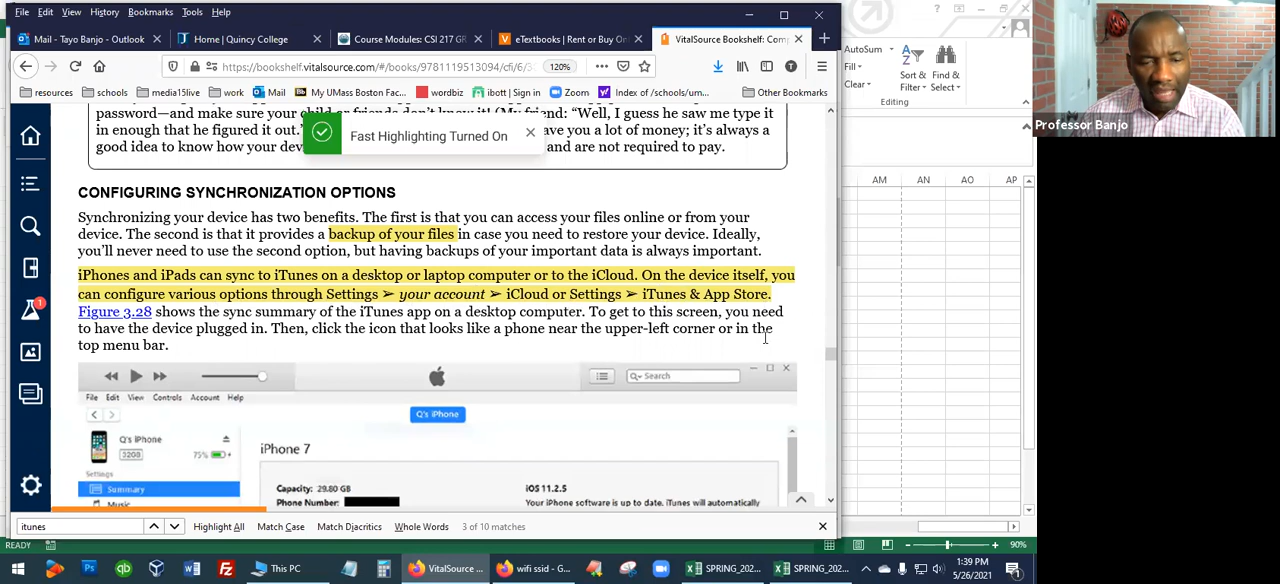 File Edit View History Bookmarks Tools Help
Mail - Tayo Banjo - Outlook
Home | Quincy College
Course Modules: CSI 217 GR
eTextbooks | Rent or Buy On
VitalSource Bookshelf: Com
https://bookshelf.vitalsource.com/#/books/9781119513094/cfi/6/3
120%
resources schools media15live work Mail My UMass Boston Fac... wordbiz ibott | Sign in Zoom Index of /schools/um... Other Bookmarks
password—and make sure your
in enough that he figured it out.
good idea to know how your
(My friend: “Well, I guess he saw me type it
ave you a lot of money; it’s always a
and are not required to pay.
Fast Highlighting Turned On
CONFIGURING SYNCHRONIZATION OPTIONS
Synchronizing your device has two benefits. The first is that you can access your files online or from your
device. The second is that it provides a backup of your files in case you need to restore your device. Ideally,
you’ll never need to use the second option, but having backups of your important data is always important.
iPhones and iPads can sync to iTunes on a desktop or laptop computer or to the iCloud. On the device itself, you
can configure various options through Settings ➢ your account ➢ iCloud or Settings ➢ iTunes & App Store.
Figure 3.28 shows the sync summary of the iTunes app on a desktop computer. To get to this screen, you need
to have the device plugged in. Then, click the icon that looks like a phone near the upper-left corner or in the
top menu bar.
Search
File Edit View Controls Account Help
Q's iPhone
Q's iPhone
32GB 75%
Settings
Summary
Music
iPhone 7
Capacity: 29.80 GB
Phone Number:
iOS 11.2.5
Your iPhone software is up to date. iTunes will automatically
itunes Highlight All Match Case Match Diacritics Whole Words 3 of 10 matches
AutoSum
Fill
Clear
Sort & Filter
Find & Select
Editing
AM AN AO AP
READY
90%
This PC
VitalSource ...
wifi ssid - G...
SPRING_202...
SPRING_202...
1:39 PM
5/26/2021
1
Professor Banjo